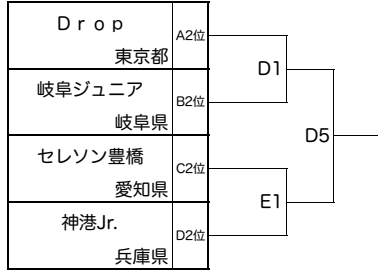 Ｄｒｏｐ
東京都
A2位
岐阜ジュニア
岐阜県
B2位
セレソン豊橋
愛知県
C2位
神港Jr.
兵庫県
D2位
D1
E1
D5